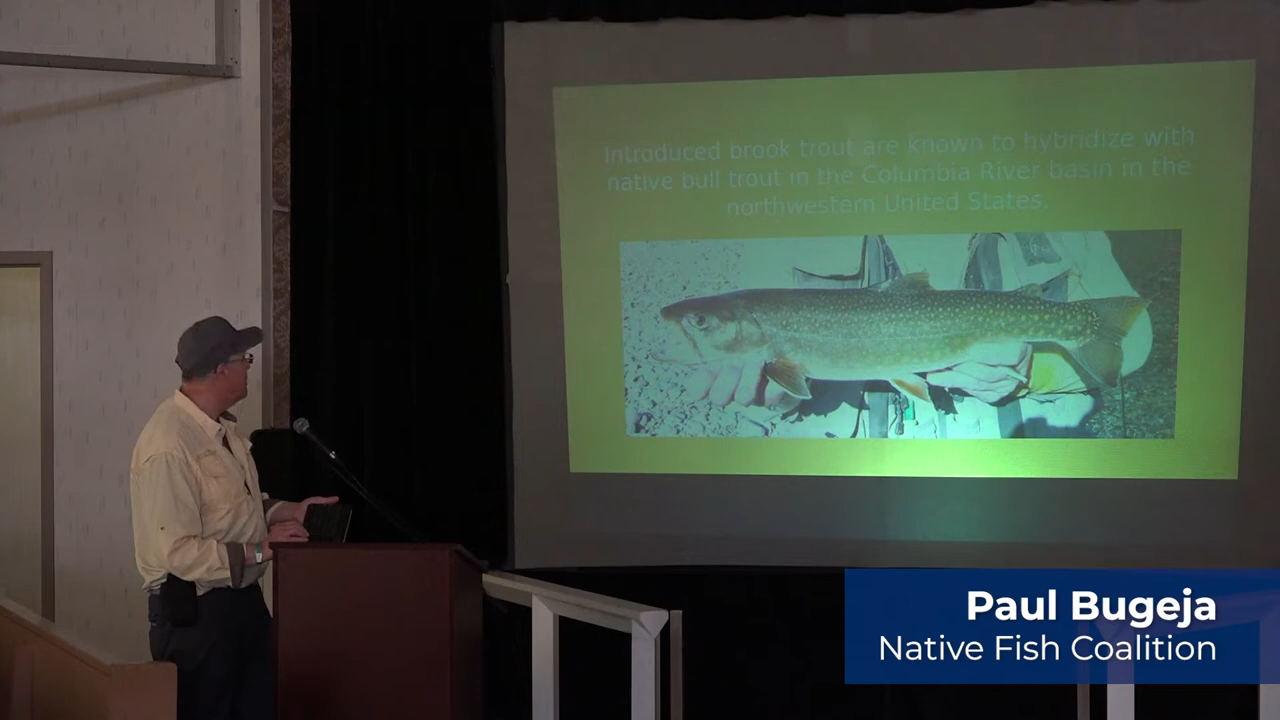 Introduced brook trout are known to hybridize with
native bull trout in the Columbia River basin in the
northwestern United States.
Paul Bugeja
Native Fish Coalition